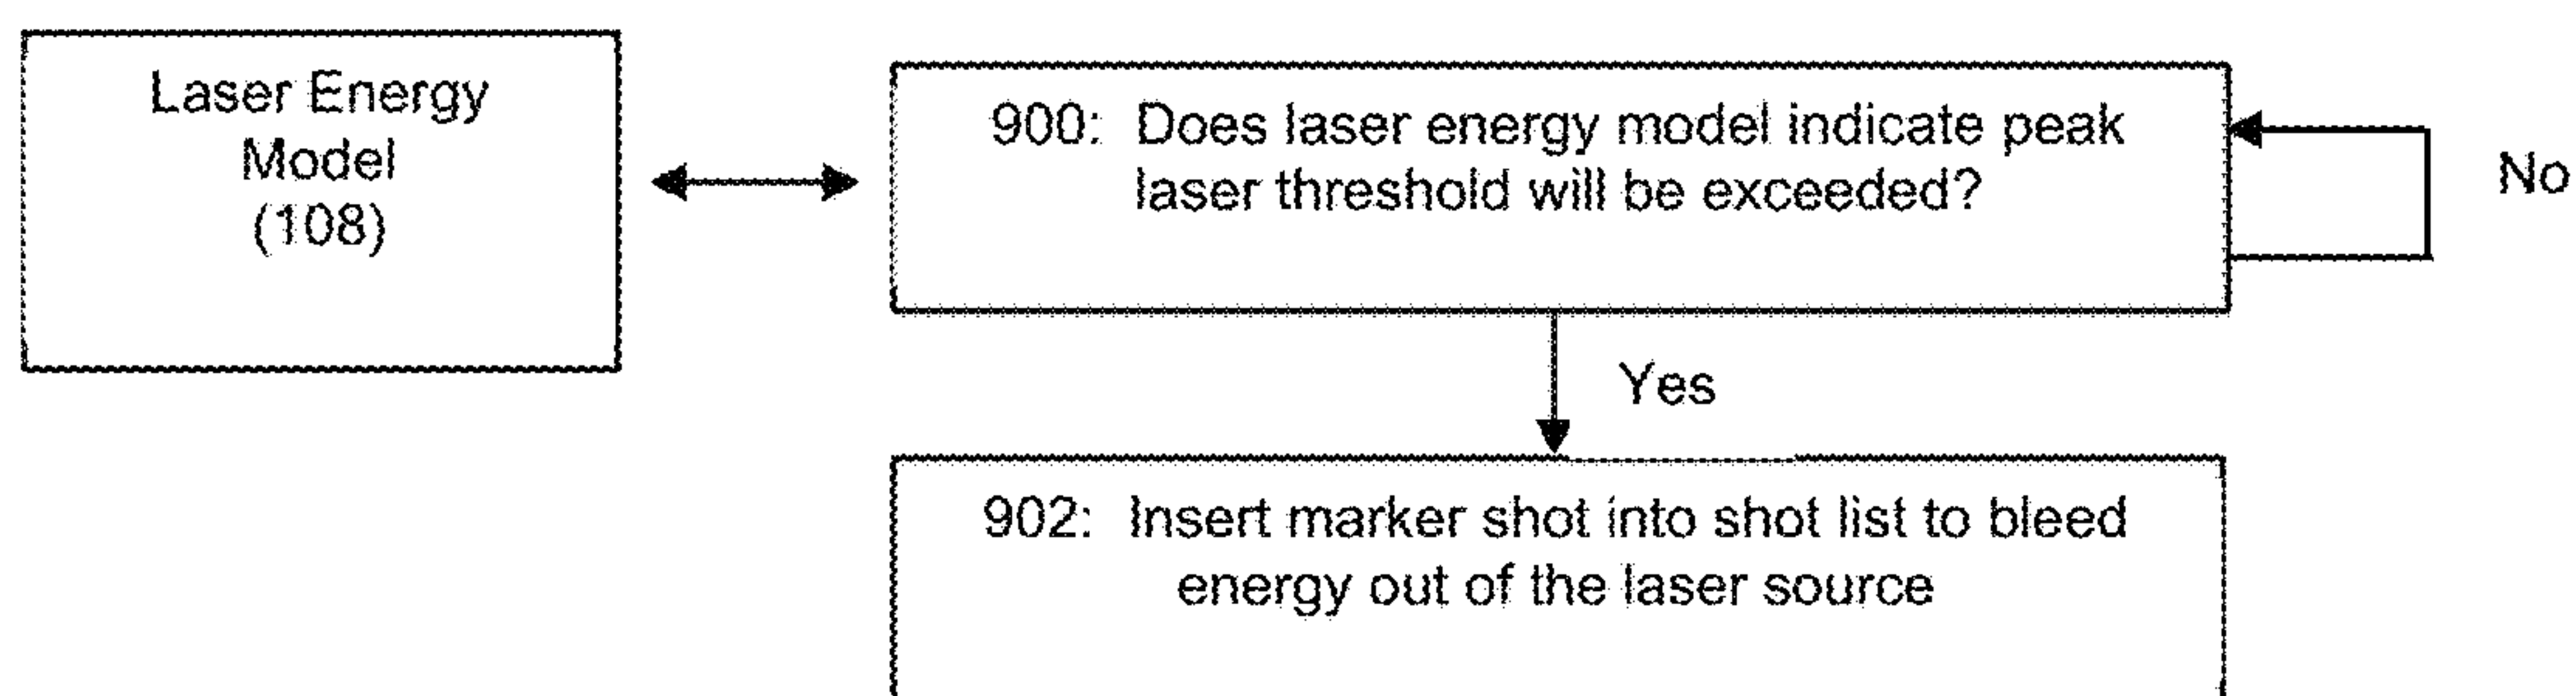 Laser Energy
Model
(108)
900: Does laser energy model indicate peak
laser threshold will be exceeded?
No
Yes
902: Insert marker shot into shot list to bleed
energy out of the laser source